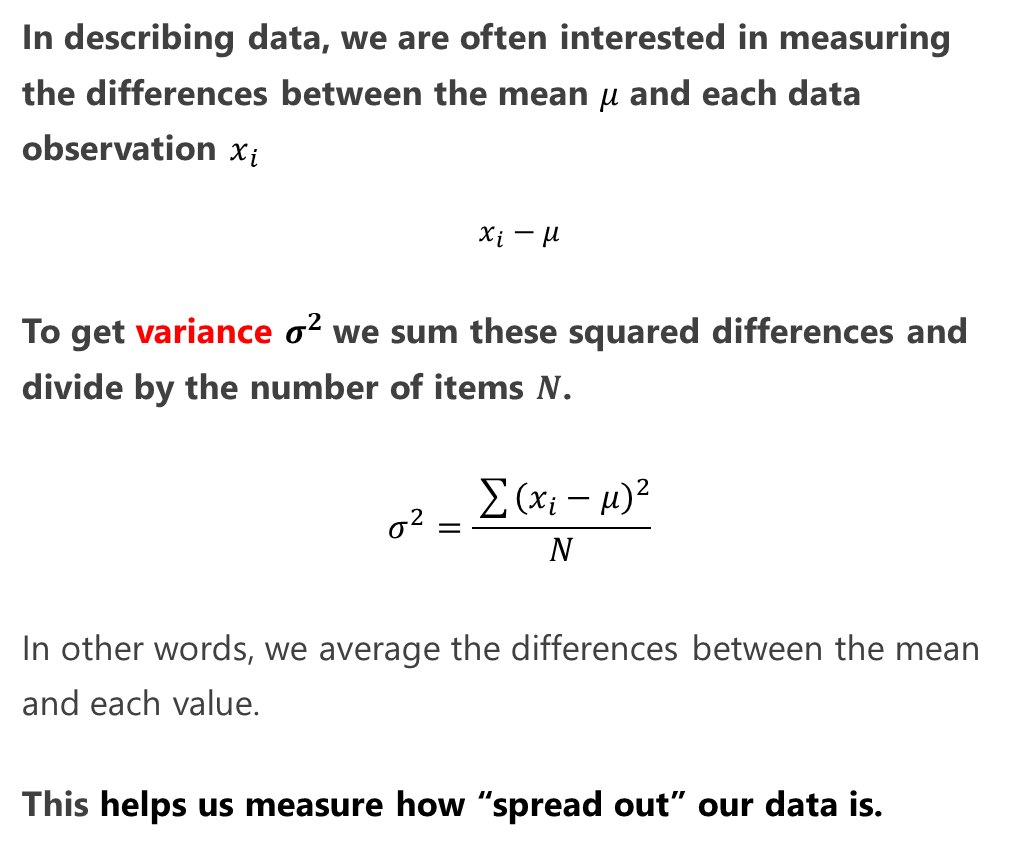 In describing data, we are often interested in measuring
the differences between the mean μ and each data
observation xᵢ
xᵢ − μ
To get variance σ² we sum these squared differences and
divide by the number of items N.
σ² = ∑(xᵢ − μ)² / N
In other words, we average the differences between the mean
and each value.
This helps us measure how “spread out” our data is.